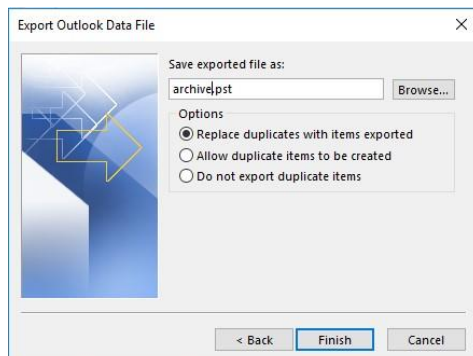 Export Outlook Data File
Save exported file as:
archive.pst
Browse...
Options
Replace duplicates with items exported
Allow duplicate items to be created
Do not export duplicate items
< Back
Finish
Cancel